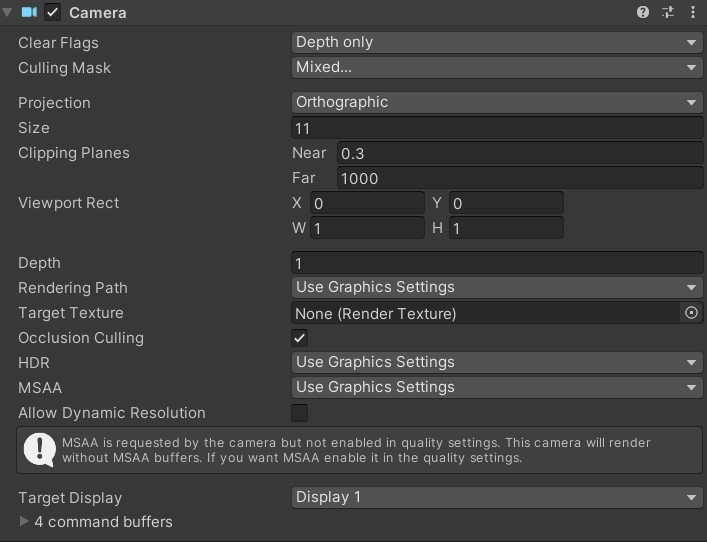 Camera
Clear Flags Depth only
Culling Mask Mixed...
Projection Orthographic
Size 11
Clipping Planes Near 0.3
Far 1000
Viewport Rect X 0 Y 0
W 1 H 1
Depth 1
Rendering Path Use Graphics Settings
Target Texture None (Render Texture)
Occlusion Culling
HDR Use Graphics Settings
MSAA Use Graphics Settings
Allow Dynamic Resolution
MSAA is requested by the camera but not enabled in quality settings. This camera will render
without MSAA buffers. If you want MSAA enable it in the quality settings.
Target Display Display 1
4 command buffers